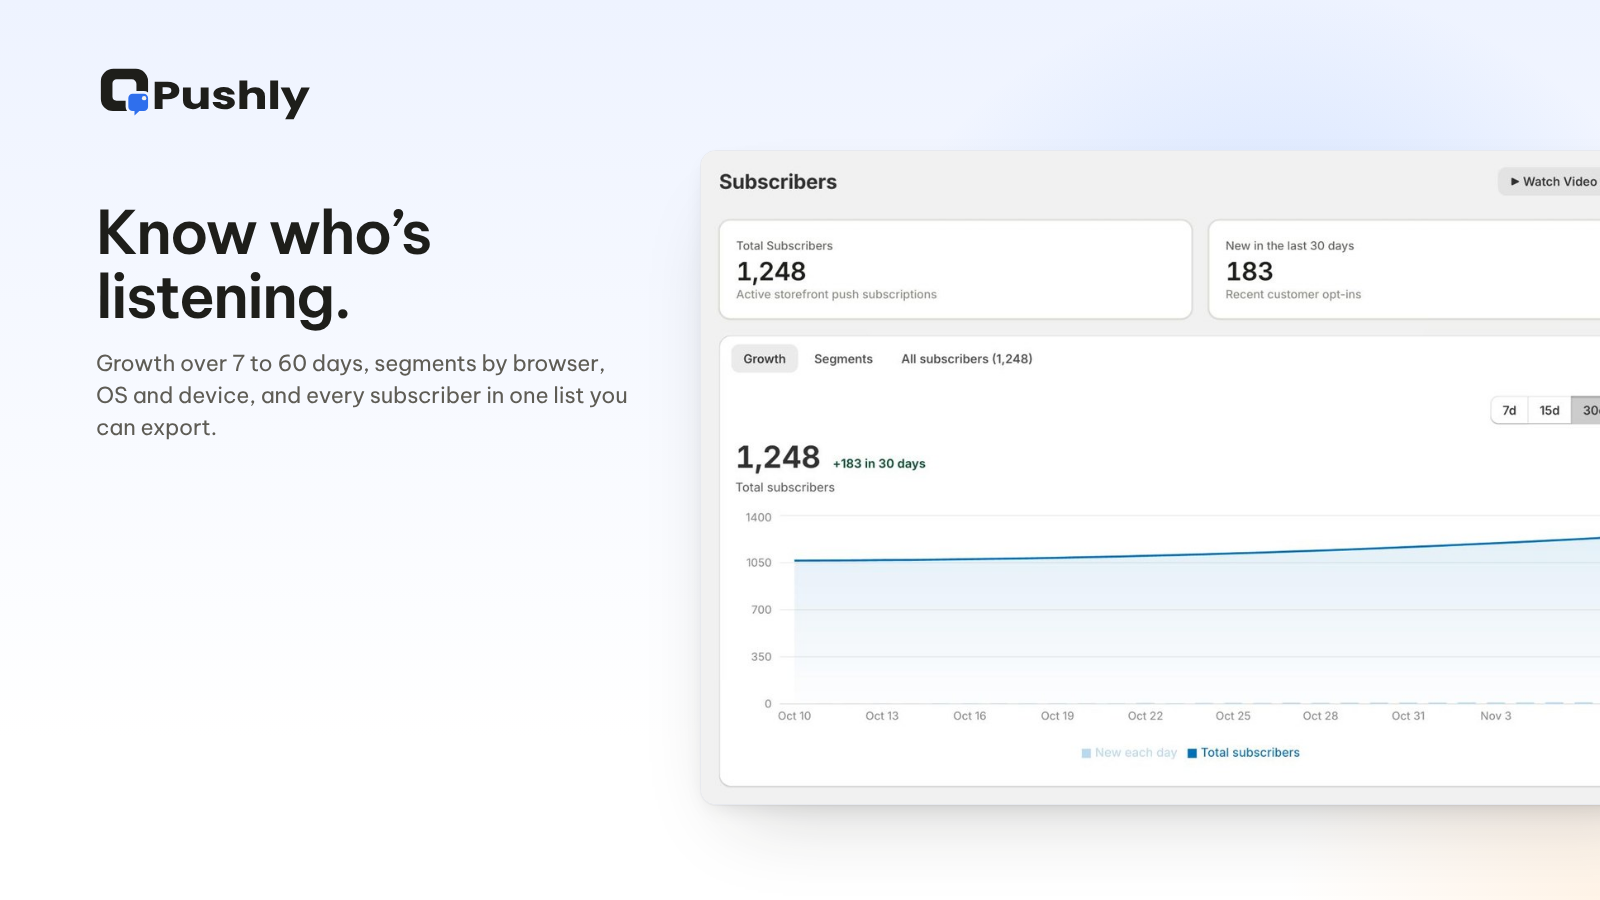 Pushly
Know who’s
listening.
Growth over 7 to 60 days, segments by browser,
OS and device, and every subscriber in one list you
can export.
Subscribers
Watch Video
Total Subscribers
1,248
Active storefront push subscriptions
New in the last 30 days
183
Recent customer opt-ins
Growth Segments All subscribers (1,248)
7d 15d
1,248 +183 in 30 days
Total subscribers
1400
1050
700
350
0
Oct 10 Oct 13 Oct 16 Oct 19 Oct 22 Oct 25 Oct 28 Oct 31 Nov 3
New each day Total subscribers